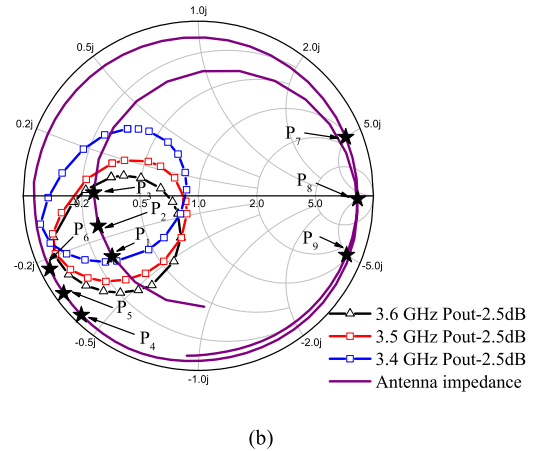 1.0j
0.5j
2.0j
0.2j
5.0j
P7
P8
P3
0.2
0.5
1.0
2.0
5.0
P2
P6
P1
P9
-0.2j
-5.0j
P5
P4
-0.5j
-2.0j
-1.0j
3.6 GHz Pout-2.5dB
3.5 GHz Pout-2.5dB
3.4 GHz Pout-2.5dB
Antenna impedance
(b)